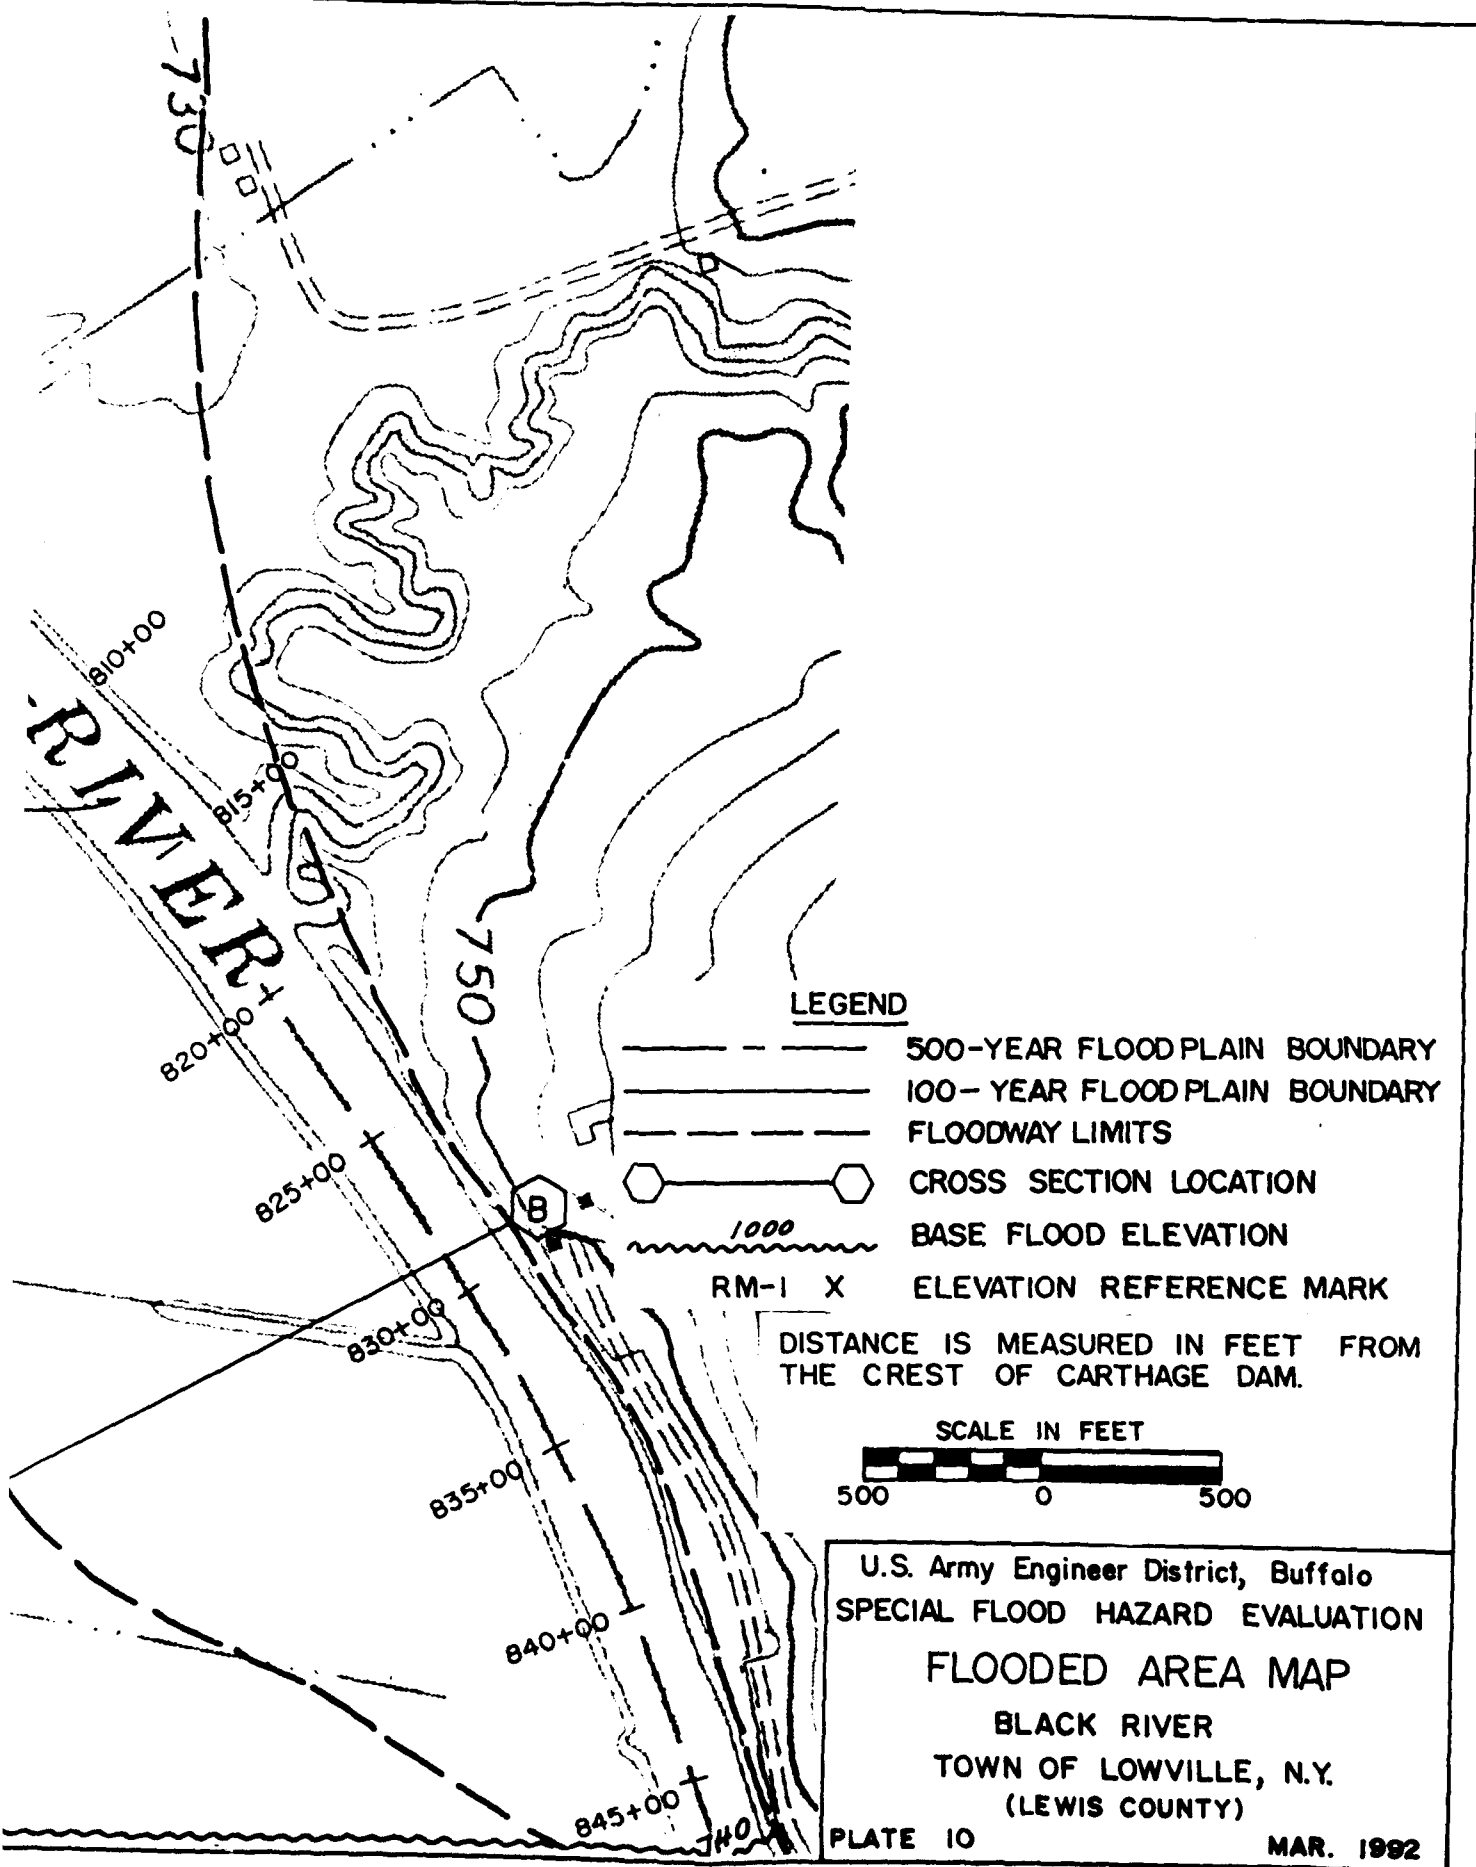 730
810+00
RIVER
815+00
750
820+00
LEGEND
500-YEAR FLOOD PLAIN BOUNDARY
100-YEAR FLOOD PLAIN BOUNDARY
FLOODWAY LIMITS
825+00
B
CROSS SECTION LOCATION
1000
BASE FLOOD ELEVATION
RM-1 X ELEVATION REFERENCE MARK
830+00
DISTANCE IS MEASURED IN FEET FROM
THE CREST OF CARTHAGE DAM.
SCALE IN FEET
500 0 500
835+00
U.S. Army Engineer District, Buffalo
SPECIAL FLOOD HAZARD EVALUATION
840+00
FLOODED AREA MAP
BLACK RIVER
TOWN OF LOWVILLE, N.Y.
(LEWIS COUNTY)
845+00
PLATE 10
MAR. 1992